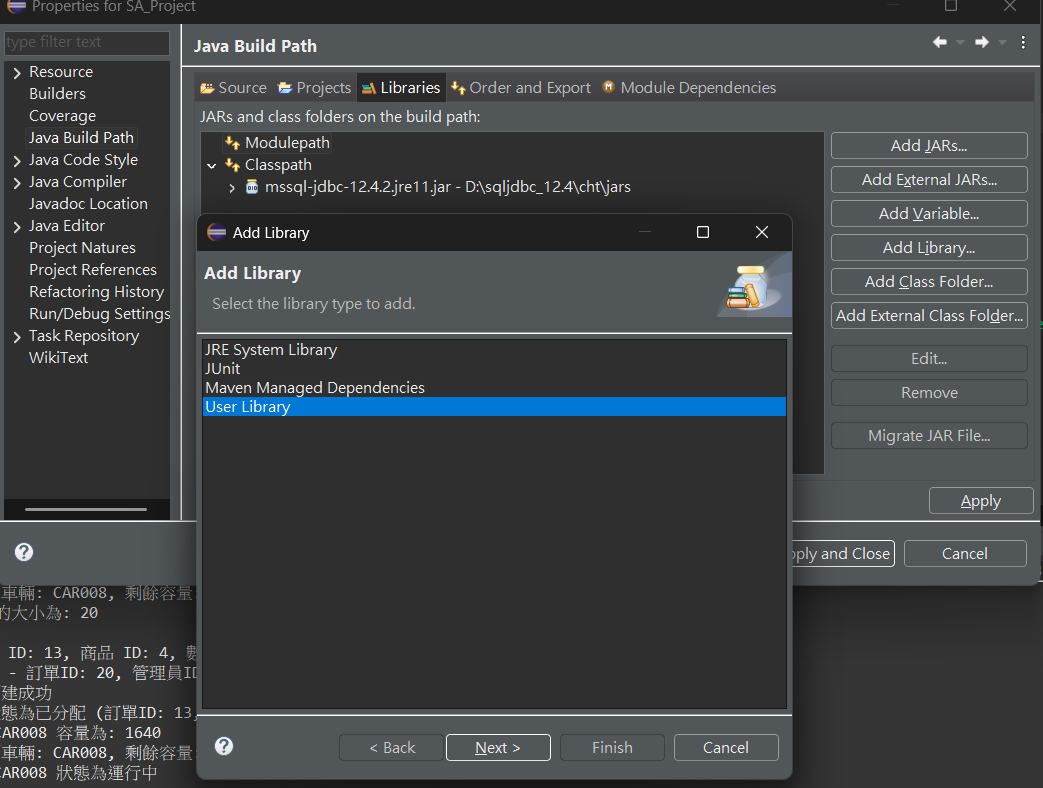 Properties for SA_Project
type filter text
Resource
Builders
Coverage
Java Build Path
Java Code Style
Java Compiler
Javadoc Location
Java Editor
Project Natures
Project References
Refactoring History
Run/Debug Settings
Task Repository
WikiText
Java Build Path
Source Projects Libraries Order and Export Module Dependencies
JARs and class folders on the build path:
Modulepath
Classpath
mssql-jdbc-12.4.2.jre11.jar - D:\sqljdbc_12.4\cht\jars
Add JARs...
Add External JARs...
Add Variable...
Add Library...
Add Class Folder...
Add External Class Folder...
Edit...
Remove
Migrate JAR File...
Apply
pply and Close
Cancel
Add Library
Add Library
Select the library type to add.
JRE System Library
JUnit
Maven Managed Dependencies
User Library
< Back
Next >
Finish
Cancel
車輛: CAR008, 剩餘容量
的大小為: 20
ID: 13, 商品 ID: 4, 
- 訂單ID: 20, 管理員ID
建成功
態為已分配 (訂單ID: 13,
CAR008 容量為: 1640
車輛: CAR008, 剩餘容量
CAR008 狀態為運行中